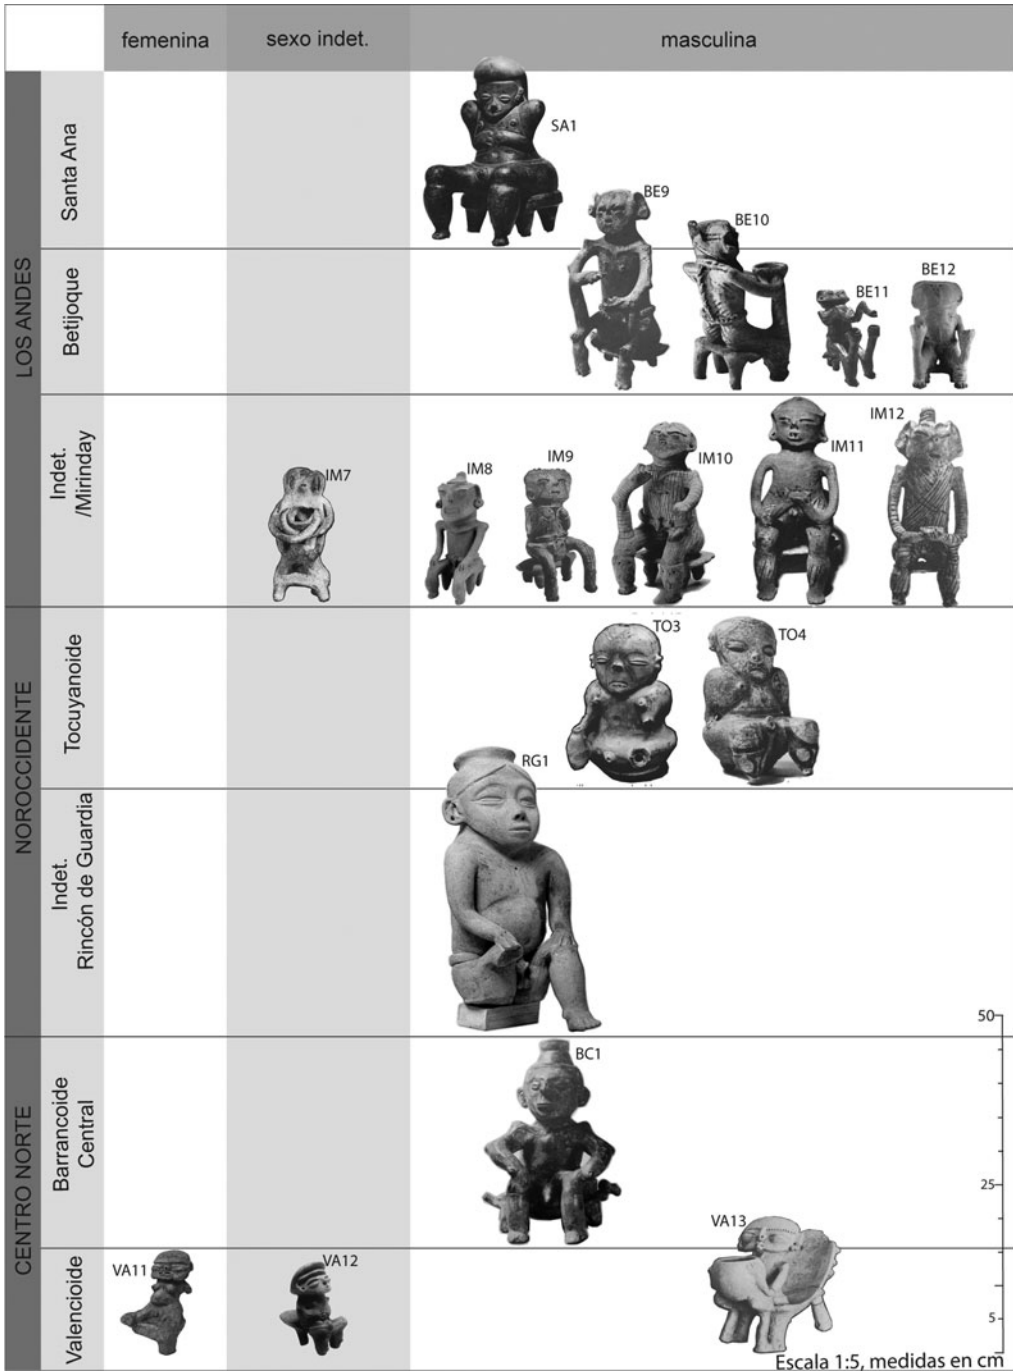 femenina
sexo indet.
masculina
LOS ANDES
Santa Ana
SA1
BE9
BE10
Betijoque
BE11
BE12
Indet.
/Mirinday
IM7
IM8
IM9
IM10
IM11
IM12
NOROCCIDENTE
Tocuyanoide
TO3
TO4
Indet.
Rincón de Guardia
RG1
CENTRO NORTE
Barrancoide
Central
BC1
50
25
5
Valencioide
VA11
VA12
VA13
Escala 1:5, medidas en cm